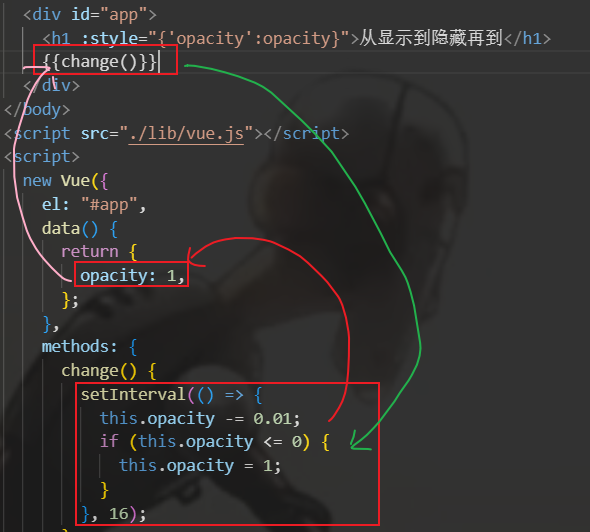 <div id="app">
<h1 :style="{'opacity':opacity}">从显示到隐藏再到</h1>
{{change()}}
</div>
</body>
<script src="./lib/vue.js"></script>
<script>
new Vue({
el: "#app",
data() {
return {
opacity: 1,
};
},
methods: {
change() {
setInterval(() => {
this.opacity -= 0.01;
if (this.opacity <= 0) {
this.opacity = 1;
}
}, 16);